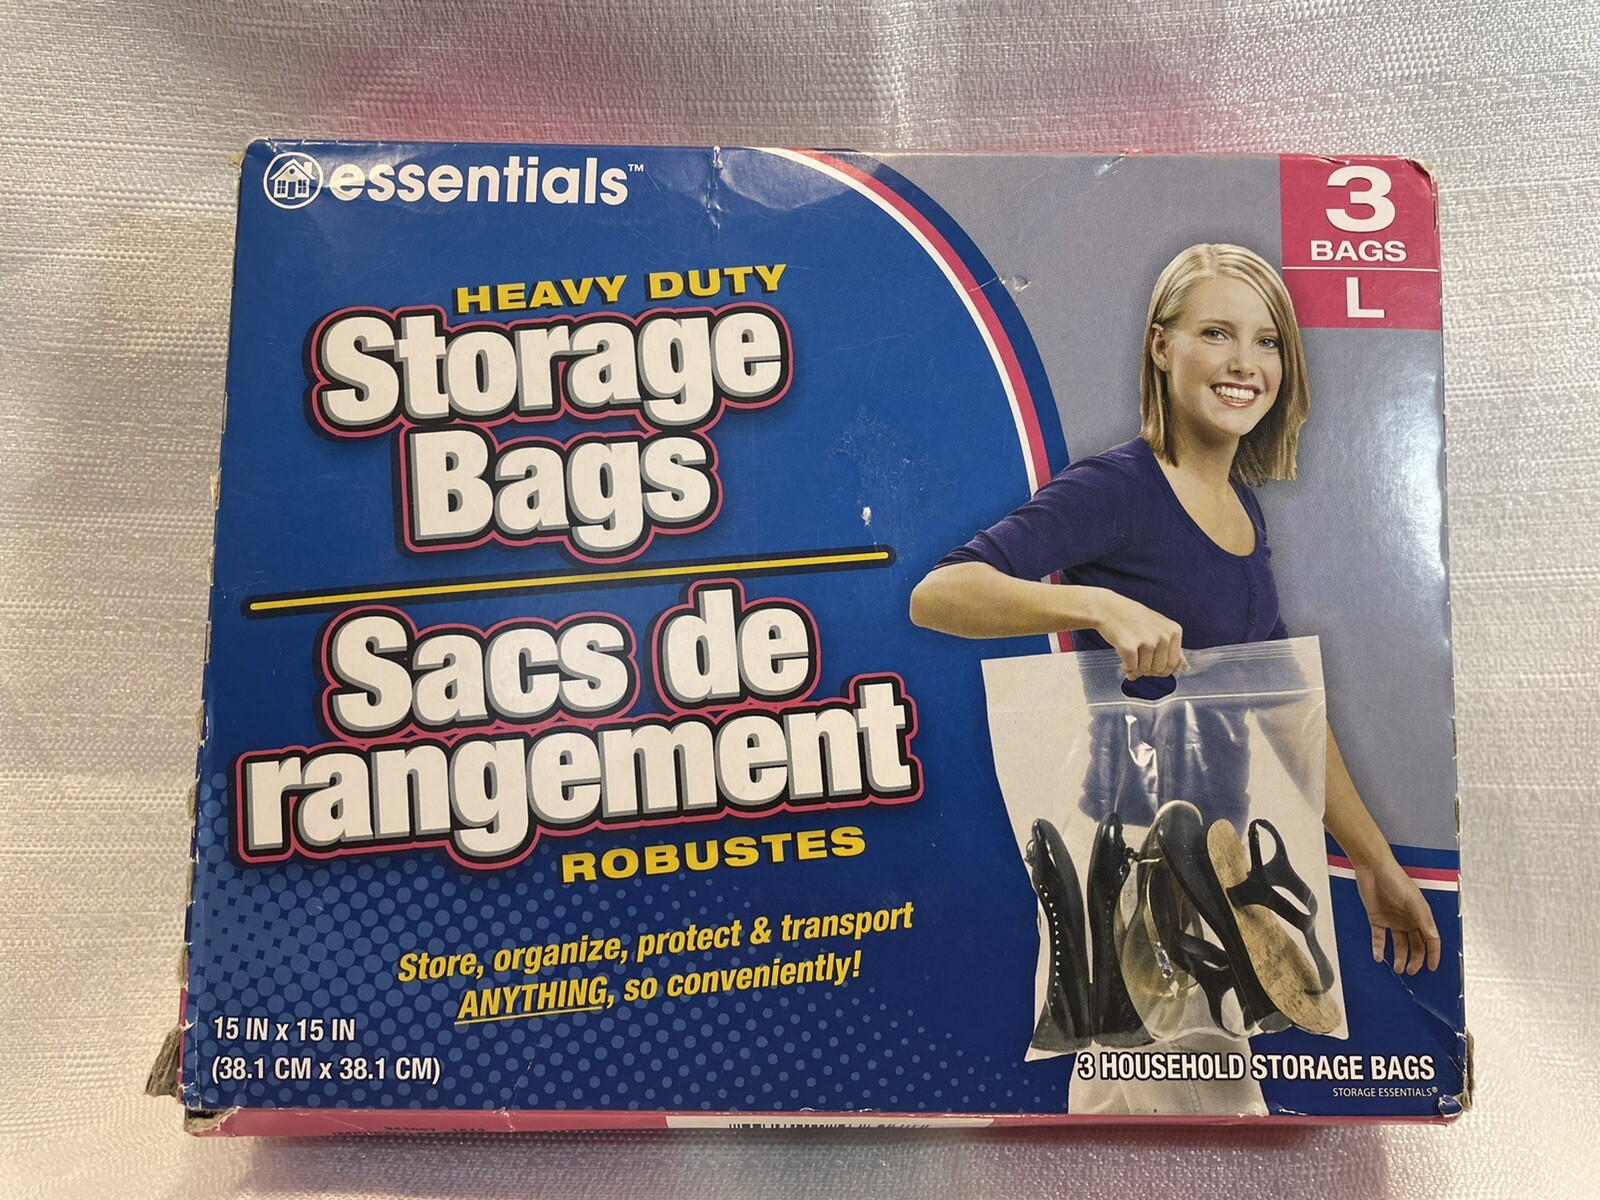 essentials™
3
BAGS
L
HEAVY DUTY
Storage
Bags
Sacs de
rangement
ROBUSTES
Store, organize, protect & transport
ANYTHING, so conveniently!
15 IN x 15 IN
(38.1 CM x 38.1 CM)
3 HOUSEHOLD STORAGE BAGS
STORAGE ESSENTIALS®